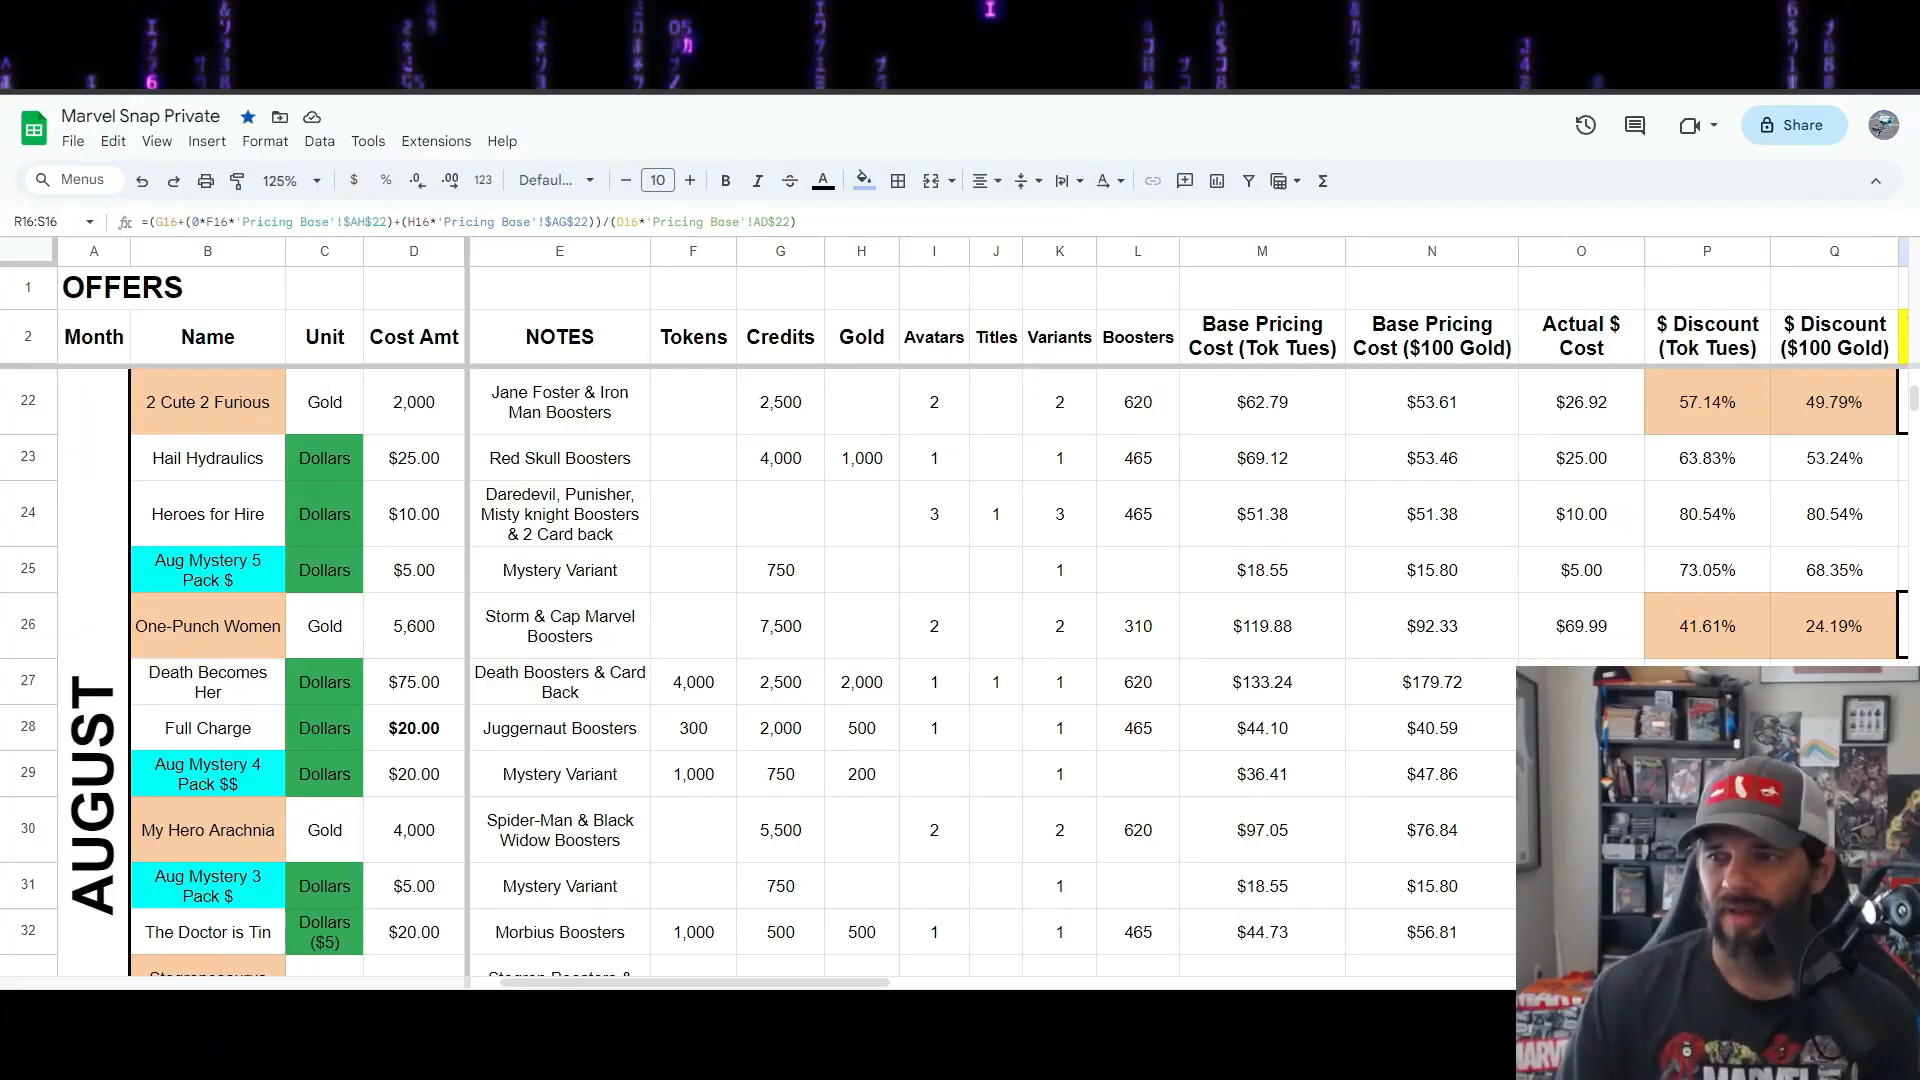 Marvel Snap Private
File Edit View Insert Format Data Tools Extensions Help
Share
Menus 125% $ % .0 .00 123 Defaul... 10 B I A
R16:S16 =(G16+(0*F16*'Pricing Base'!$AH$22)+(H16*'Pricing Base'!$AG$22))/(D16*'Pricing Base'!AD$22)
A B C D E F G H I J K L M N O P Q
1 OFFERS
2 Month Name Unit Cost Amt NOTES Tokens Credits Gold Avatars Titles Variants Boosters Base Pricing Cost (Tok Tues) Base Pricing Cost ($100 Gold) Actual $ Cost $ Discount (Tok Tues) $ Discount ($100 Gold)
AUGUST
22 2 Cute 2 Furious Gold 2,000 Jane Foster & Iron Man Boosters 2,500 2 2 620 $62.79 $53.61 $26.92 57.14% 49.79%
23 Hail Hydraulics Dollars $25.00 Red Skull Boosters 4,000 1,000 1 1 465 $69.12 $53.46 $25.00 63.83% 53.24%
24 Heroes for Hire Dollars $10.00 Daredevil, Punisher, Misty knight Boosters & 2 Card back 3 1 3 465 $51.38 $51.38 $10.00 80.54% 80.54%
25 Aug Mystery 5 Pack $ Dollars $5.00 Mystery Variant 750 1 $18.55 $15.80 $5.00 73.05% 68.35%
26 One-Punch Women Gold 5,600 Storm & Cap Marvel Boosters 7,500 2 2 310 $119.88 $92.33 $69.99 41.61% 24.19%
27 Death Becomes Her Dollars $75.00 Death Boosters & Card Back 4,000 2,500 2,000 1 1 1 620 $133.24 $179.72
28 Full Charge Dollars $20.00 Juggernaut Boosters 300 2,000 500 1 1 465 $44.10 $40.59
29 Aug Mystery 4 Pack $$ Dollars $20.00 Mystery Variant 1,000 750 200 1 $36.41 $47.86
30 My Hero Arachnia Gold 4,000 Spider-Man & Black Widow Boosters 5,500 2 2 620 $97.05 $76.84
31 Aug Mystery 3 Pack $ Dollars $5.00 Mystery Variant 750 1 $18.55 $15.80
32 The Doctor is Tin Dollars ($5) $20.00 Morbius Boosters 1,000 500 500 1 1 465 $44.73 $56.81